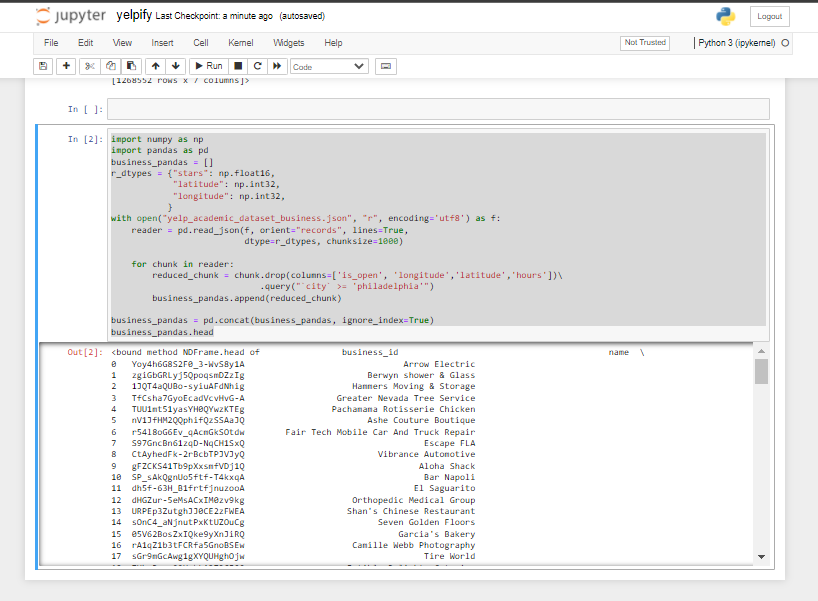 jupyter yelpify Last Checkpoint: a minute ago (autosaved) Logout
File Edit View Insert Cell Kernel Widgets Help Not Trusted Python 3 (ipykernel)
Run Code
[1268552 rows x 7 columns]>
In [ ]:
In [2]: import numpy as np
import pandas as pd
business_pandas = []
r_dtypes = {"stars": np.float16,
"latitude": np.int32,
"longitude": np.int32,
}
with open("yelp_academic_dataset_business.json", "r", encoding='utf8') as f:
reader = pd.read_json(f, orient="records", lines=True,
dtype=r_dtypes, chunksize=1000)
for chunk in reader:
reduced_chunk = chunk.drop(columns=['is_open', 'longitude','latitude','hours'])\
.query("`city` >= 'philadelphia'")
business_pandas.append(reduced_chunk)
business_pandas = pd.concat(business_pandas, ignore_index=True)
business_pandas.head
Out[2]: <bound method NDFrame.head of business_id name \
0 Yoy4h6G8S2F0_3-WvS8y1A Arrow Electric
1 zgiGbGRLyj5QpoqsmDZzIg Berwyn shower & Glass
2 1JQT4aQUBo-syiuAFdNhig Hammers Moving & Storage
3 TfCsha7GyoEcadVcvHvG-A Greater Nevada Tree Service
4 TUU1mt51yasYH0QYwzKTEg Pachamama Rotisserie Chicken
5 nViJfHM2QQphifQzSSAaJQ Ashe Couture Boutique
6 r54l8oG6Ev_qAcmGkSOtdw Fair Tech Mobile Car And Truck Repair
7 S97GncBn61zqD-NqCH1SxQ Escape FLA
8 CtAyhedFk-2rBcbTPJVJyQ Vibrance Automotive
9 gFZCKS41Tb9pXxsmfVDj1Q Aloha Shack
10 SP_sAkQgnUo5ftf-T4kxqA Bar Napoli
11 dh5f-63H_B1frtfjnuzooA El Saguarito
12 dHGZur-5eMsACxIM0zv9kg Orthopedic Medical Group
13 URPEp3ZutghJJ0CE2zFWEA Shan's Chinese Restaurant
14 sOnC4_aNjnutPxKtUZOuCg Seven Golden Floors
15 05V62BosZxIQke9yXnJiRQ Garcia's Bakery
16 rA1qZ1b3tFCRfa5GnoBSEw Camille Webb Photography
17 sGr9mGcAwg1gXYQUHghOjw Tire World